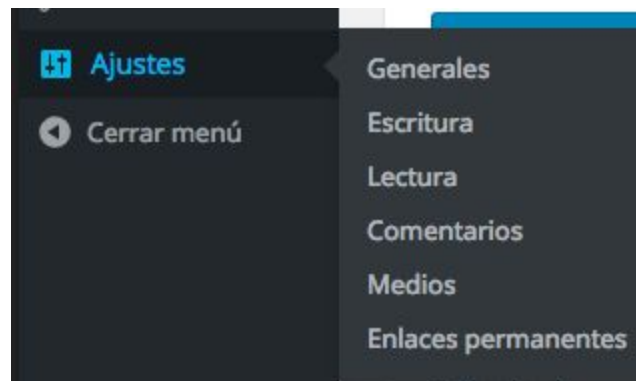 Ajustes
Cerrar menú
Generales
Escritura
Lectura
Comentarios
Medios
Enlaces permanentes